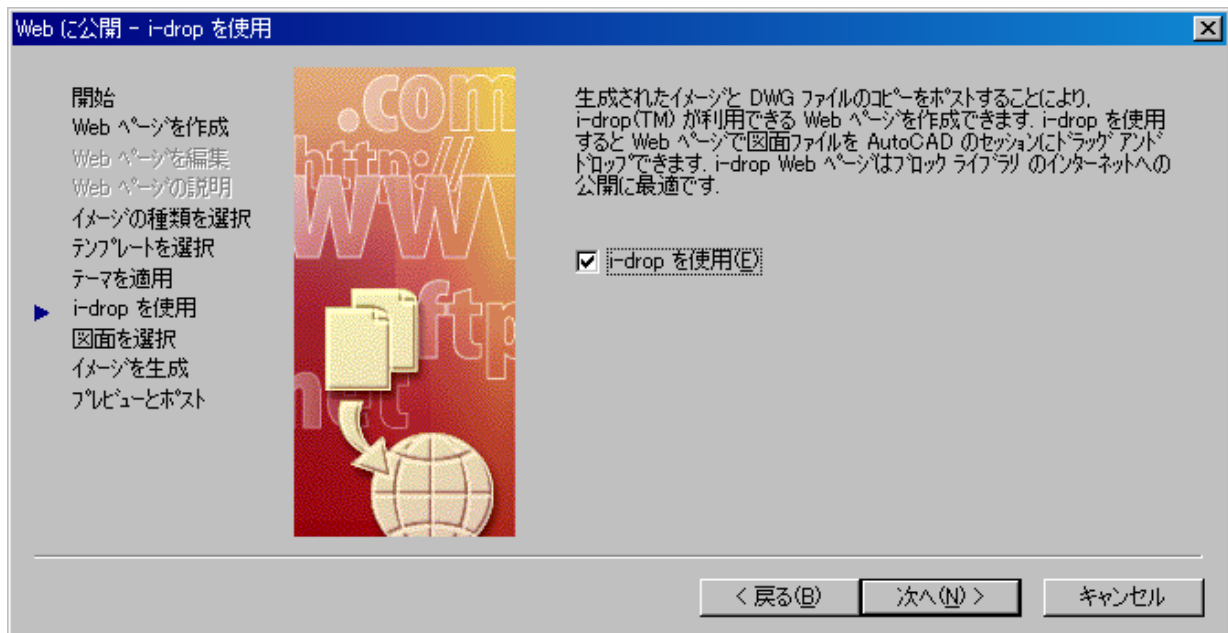 Web に公開 - i-drop を使用
開始
Web ページを作成
Web ページを編集
Web ページの説明
イメージの種類を選択
テンプレートを選択
テーマを適用
i-drop を使用
図面を選択
イメージを生成
プレビューとポスト
.com
http://
WWW
ftp
net
生成されたイメージと DWG ファイルのコピーをポストすることにより,
i-drop(TM) が利用できる Web ページを作成できます. i-drop を使用
すると Web ページで図面ファイルを AutoCAD のセッションにドラッグ アンド
ドロップできます. i-drop Web ページはブロック ライブラリ のインターネットへの
公開に最適です.
i-drop を使用(E)
< 戻る(B)
次へ(N) >
キャンセル